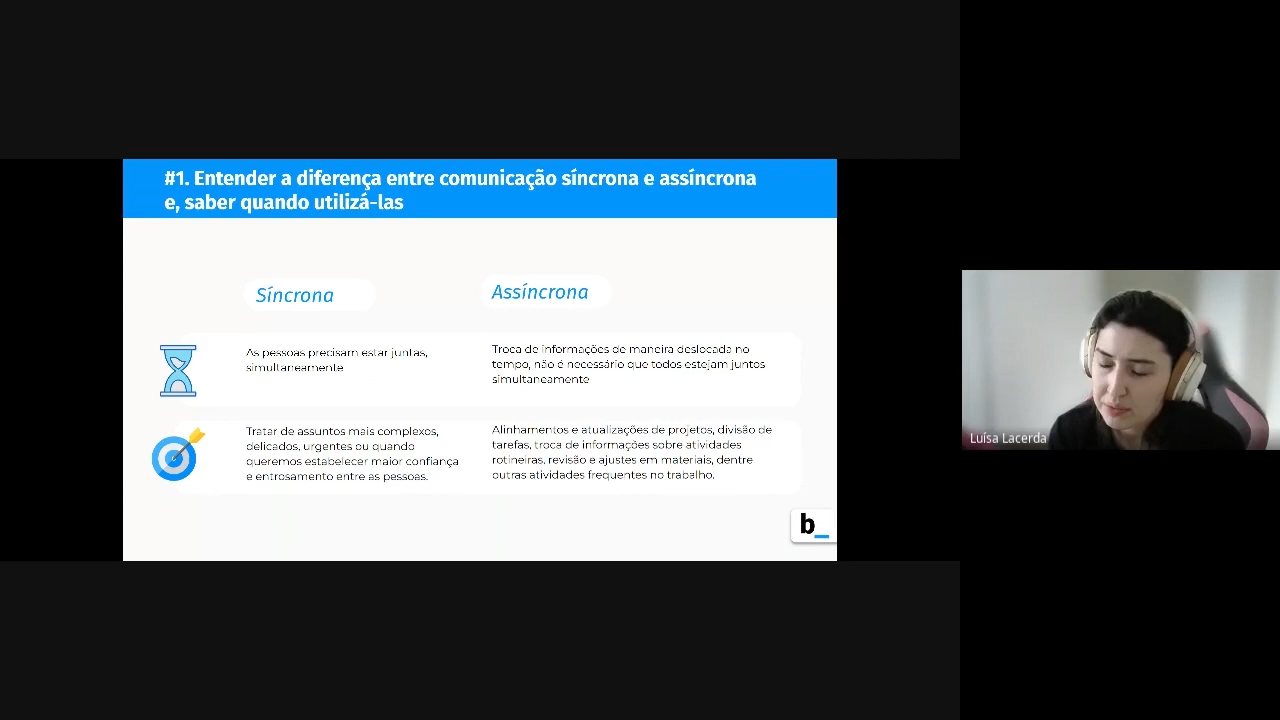 #1. Entender a diferença entre comunicação síncrona e assíncrona
e, saber quando utilizá-las
Síncrona
Assíncrona
As pessoas precisam estar juntas,
simultaneamente
Troca de informações de maneira deslocada no
tempo, não é necessário que todos estejam juntos
simultaneamente
Tratar de assuntos mais complexos,
delicados, urgentes ou quando
queremos estabelecer maior confiança
e entrosamento entre as pessoas.
Alinhamentos e atualizações de projetos, divisão de
tarefas, troca de informações sobre atividades
rotineiras, revisão e ajustes em materiais, dentre
outras atividades frequentes no trabalho.
b_
Luísa Lacerda